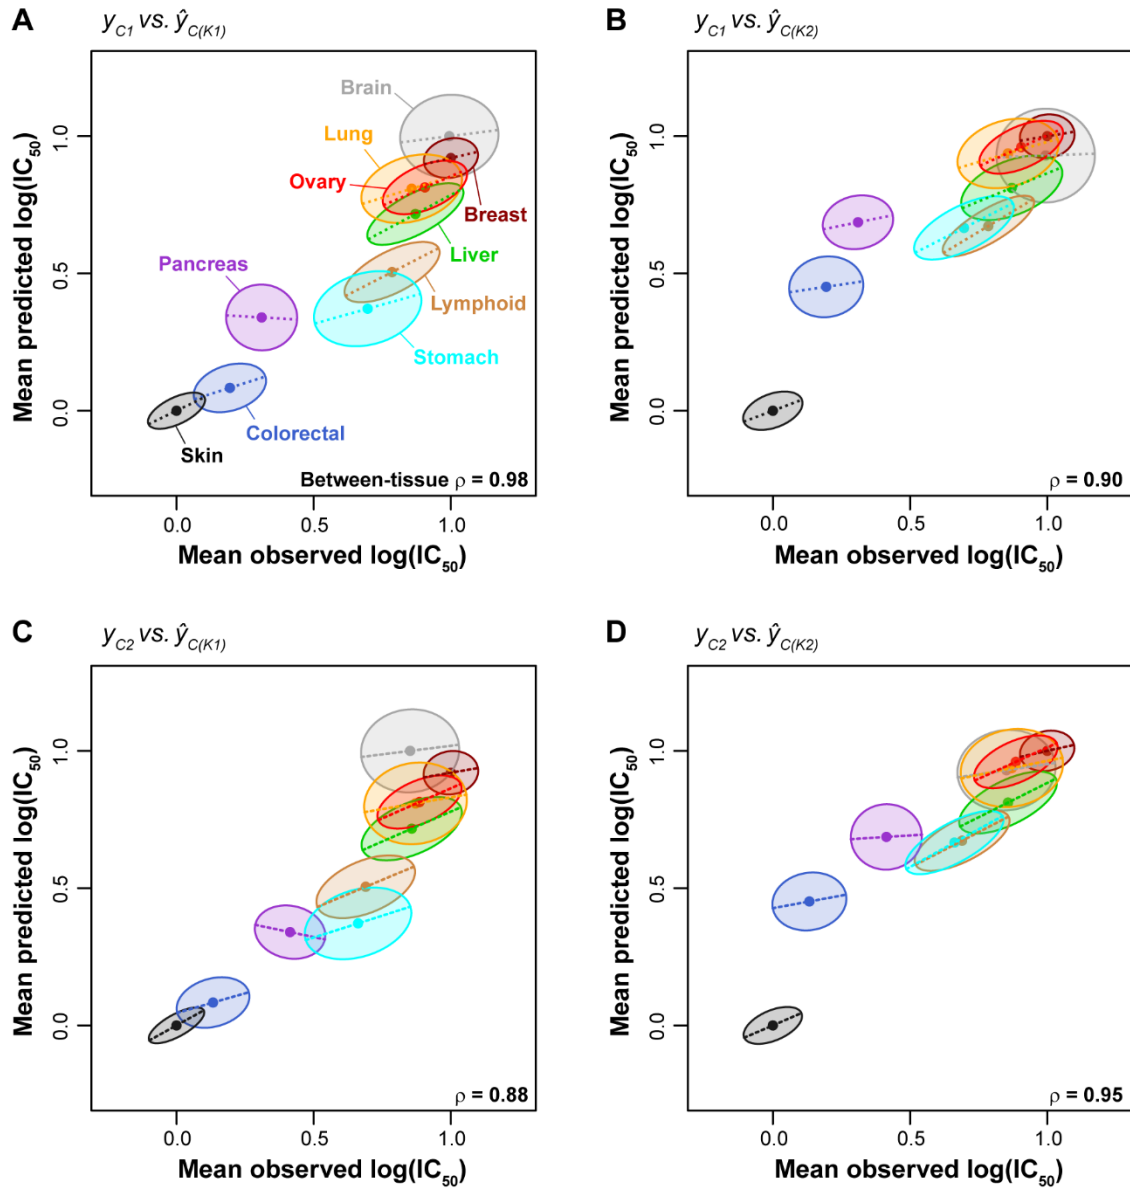 A
y_C1 vs. ŷ_C(K1)
Mean predicted log(IC50)
1.0
0.5
0.0
Brain
Lung
Ovary
Breast
Liver
Pancreas
Lymphoid
Stomach
Colorectal
Skin
Between-tissue ρ = 0.98
0.0 0.5 1.0
Mean observed log(IC50)
B
y_C1 vs. ŷ_C(K2)
Mean predicted log(IC50)
1.0
0.5
0.0
ρ = 0.90
0.0 0.5 1.0
Mean observed log(IC50)
C
y_C2 vs. ŷ_C(K1)
Mean predicted log(IC50)
1.0
0.5
0.0
ρ = 0.88
0.0 0.5 1.0
Mean observed log(IC50)
D
y_C2 vs. ŷ_C(K2)
Mean predicted log(IC50)
1.0
0.5
0.0
ρ = 0.95
0.0 0.5 1.0
Mean observed log(IC50)